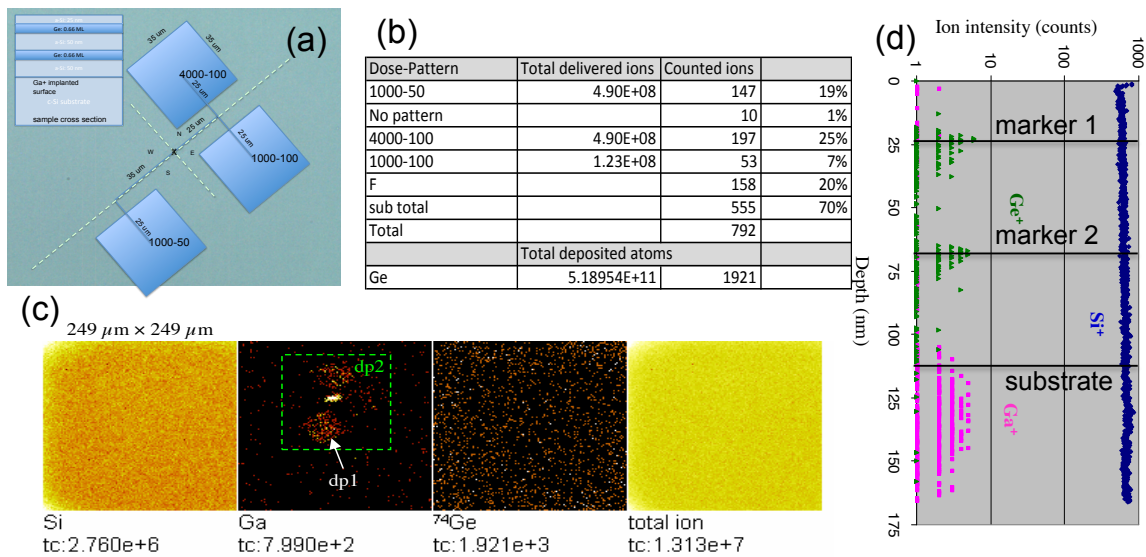 (a)
α-Si, 35 nm
Ge: 0.66 ML
α-Si, 30 nm
Ge: 0.66 ML
Ga+ implanted
surface
c.Si substrate
sample cross section
35 um
35 um
4000-100
25 um
25 um
N
W
X
E
S
25 um
1000-100
35 um
25 um
1000-50
(b)
Dose-Pattern Total delivered ions Counted ions
1000-50 4.90E+08 147 19%
No pattern 10 1%
4000-100 4.90E+08 197 25%
1000-100 1.23E+08 53 7%
F 158 20%
sub total 555 70%
Total 792
Total deposited atoms
Ge 5.18954E+11 1921
(c)
249 µm × 249 µm
dp2
dp1
Si
tc:2.760e+6
Ga
tc:7.990e+2
⁷⁴Ge
tc:1.921e+3
total ion
tc:1.313e+7
(d)
Ion intensity (counts)
1 10 100 1000
0
25
50
75
100
125
150
175
Depth (nm)
marker 1
Ge⁺
marker 2
Si⁺
substrate
Ga⁺